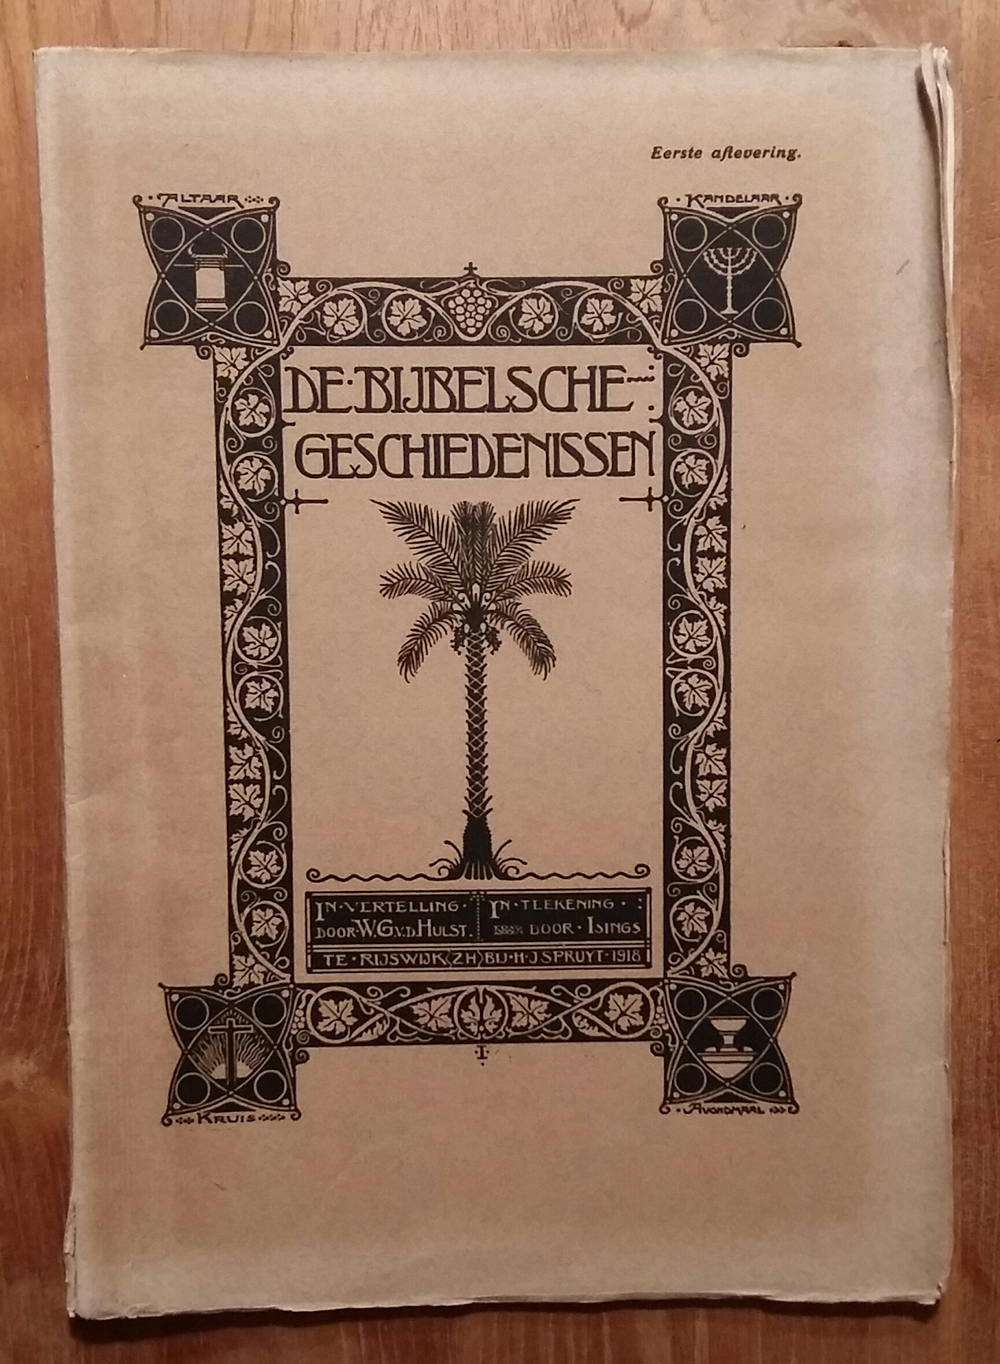 Eerste aflevering.
ALTAAR
KANDELAAR
DE BIJBELSCHE
GESCHIEDENISSEN
IN VERTELLING
DOOR W.G.V.D. HULST.
IN TEEKENING
DOOR ISINGS
TE RIJSWIJK (ZH) BIJ H.J SPRUYT 1918
I
KRUIS
AVONDMAAL